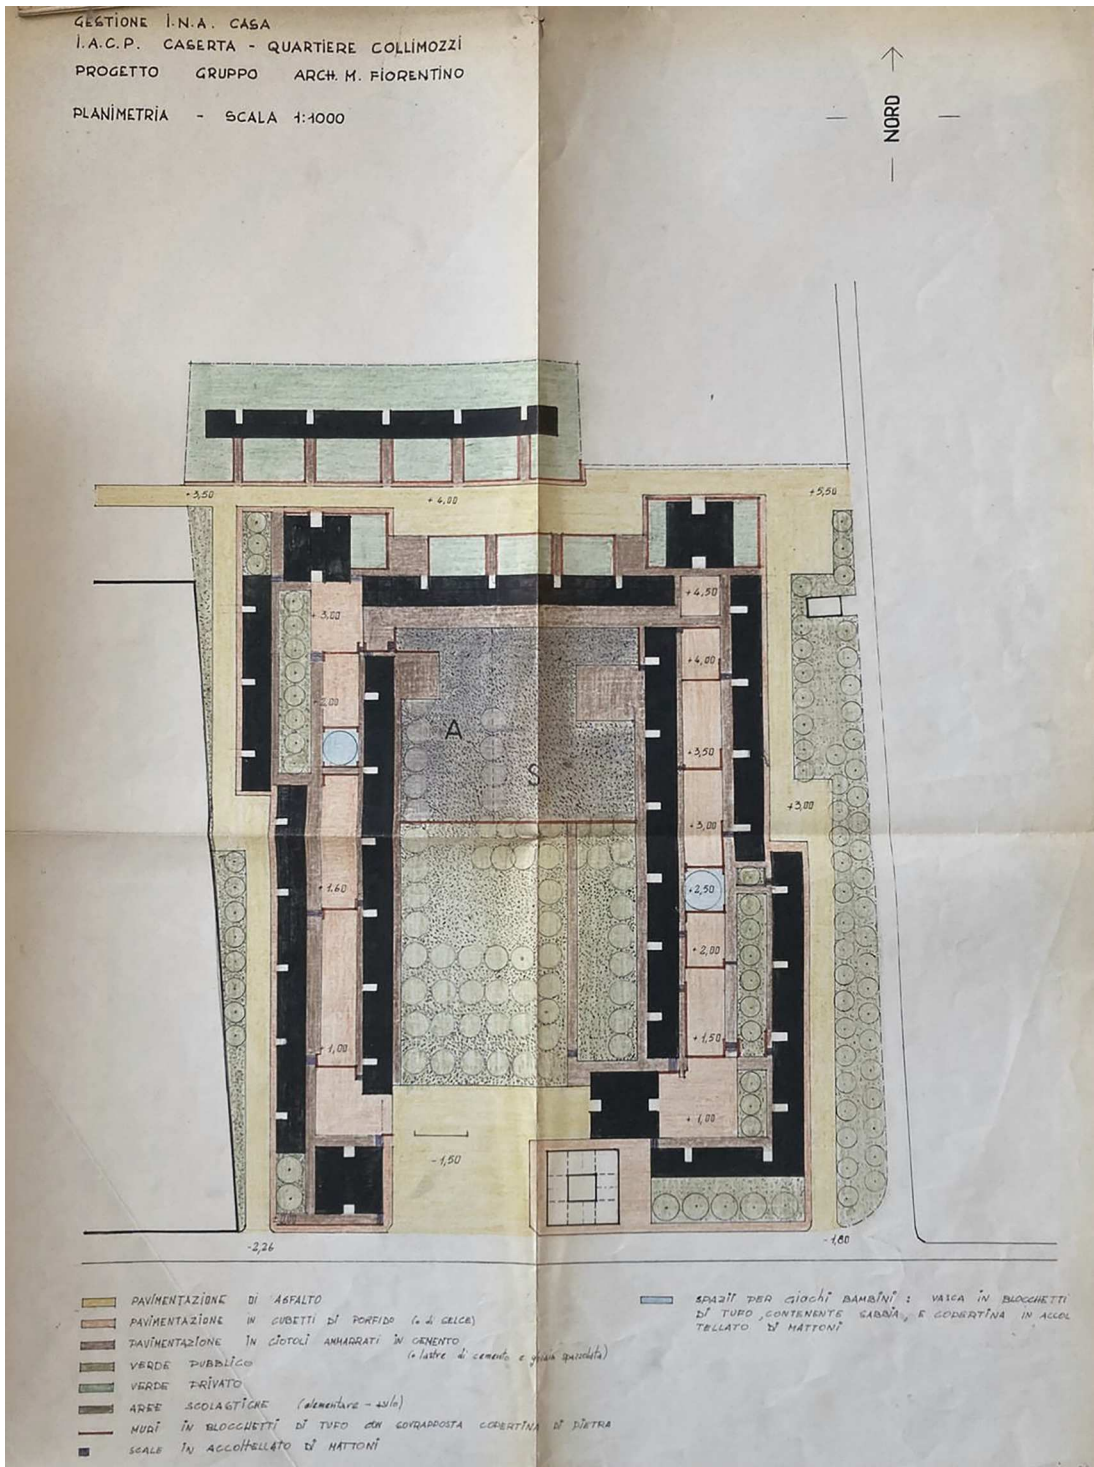 GESTIONE I.N.A. CASA
I.A.C.P. CASERTA - QUARTIERE COLLIMOZZI
PROGETTO GRUPPO ARCH. M. FIORENTINO
PLANIMETRIA - SCALA 1:1000
NORD
+3,50
+4,00
+5,50
+4,50
+3,00
+4,00
+2,00
A
+3,50
S
+3,00
+3,00
+1,60
+2,50
+2,00
+1,00
+1,50
+1,00
-1,50
-2,26
-1,80
PAVIMENTAZIONE DI ASFALTO
PAVIMENTAZIONE IN CUBETTI DI PORFIDO (o di SELCE)
PAVIMENTAZIONE IN CIOTOLI AMMARRATI IN CEMENTO
(o lastre di cemento e ghiaia spazzolata)
VERDE PUBBLICO
VERDE PRIVATO
AREE SCOLASTICHE (elementare - asilo)
MURI IN BLOCCHETTI DI TUFO CON SOVRAPPOSTA COPERTINA DI PIETRA
SCALE IN ACCOLTELLATO DI MATTONI
SPAZII PER GIOCHI BAMBINI : VASCA IN BLOCCHETTI
DI TUFO, CONTENENTE SABBIA, E COPERTINA IN ACCOL
TELLATO DI MATTONI